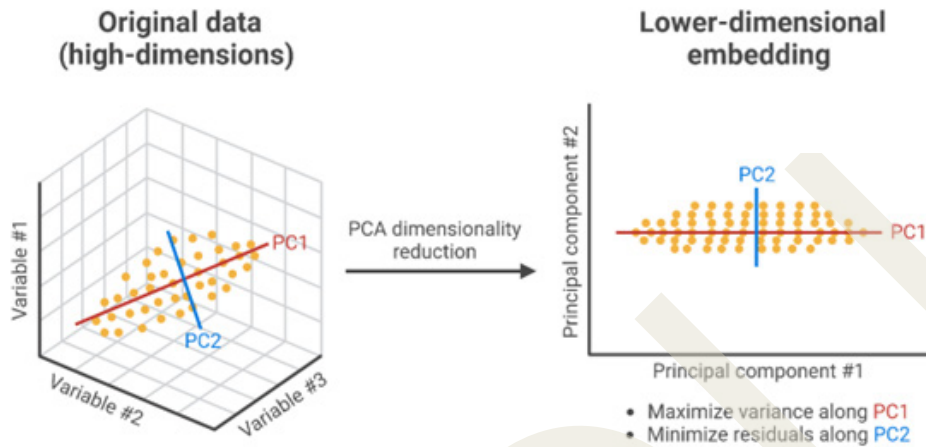 Original data
(high-dimensions)
Lower-dimensional
embedding
Variable #1
Variable #2
Variable #3
PC1
PC2
PCA dimensionality
reduction
Principal component #2
PC2
PC1
Principal component #1
• Maximize variance along PC1
• Minimize residuals along PC2